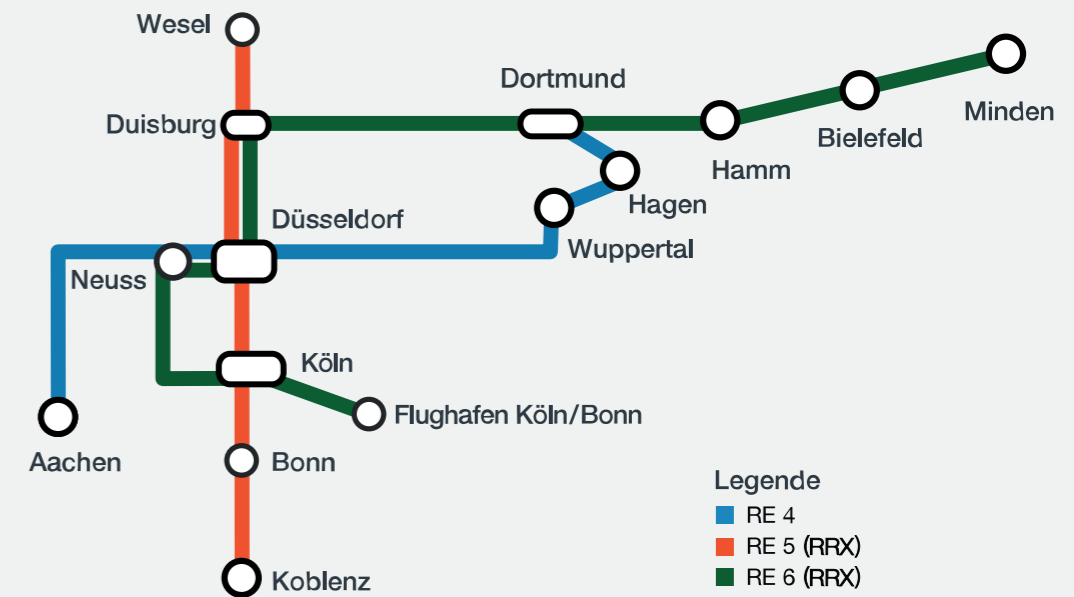 Wesel
Dortmund
Minden
Duisburg
Bielefeld
Hamm
Hagen
Düsseldorf
Wuppertal
Neuss
Köln
Flughafen Köln/Bonn
Aachen
Bonn
Koblenz
Legende
RE 4
RE 5 (RRX)
RE 6 (RRX)